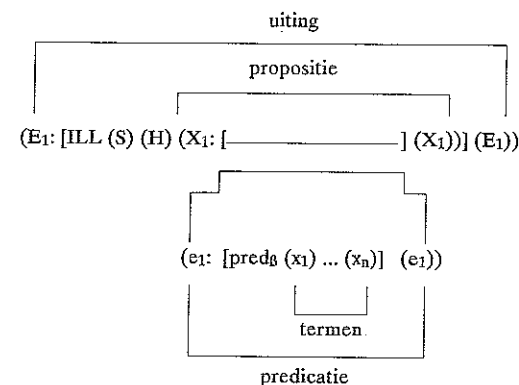 uiting
propositie
(E₁: [ILL (S) (H) (X₁: [ ] (X₁))] (E₁))
(e₁: [predᵦ (x₁) ... (xₙ)] (e₁))
termen
predicatie